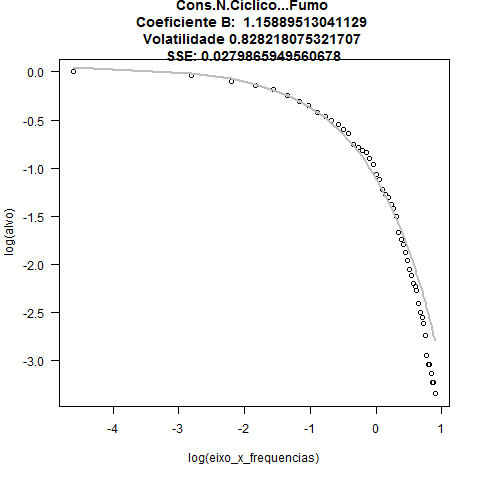 Cons.N.Ciclico...Fumo
Coeficiente B:  1.15889513041129
Volatilidade 0.828218075321707
SSE: 0.0279865949560678
0.0
-0.5
-1.0
-1.5
-2.0
-2.5
-3.0
log(alvo)
-4
-3
-2
-1
0
1
log(eixo_x_frequencias)